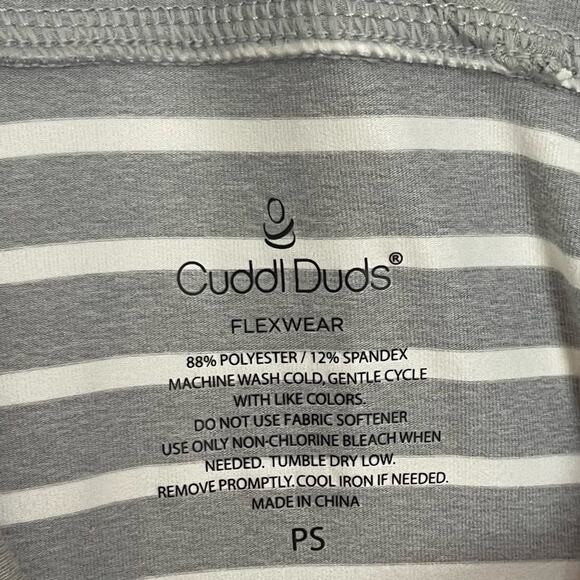 Cuddl Duds®
FLEXWEAR
88% POLYESTER / 12% SPANDEX
MACHINE WASH COLD, GENTLE CYCLE
WITH LIKE COLORS.
DO NOT USE FABRIC SOFTENER
USE ONLY NON-CHLORINE BLEACH WHEN
NEEDED. TUMBLE DRY LOW.
REMOVE PROMPTLY. COOL IRON IF NEEDED.
MADE IN CHINA
PS